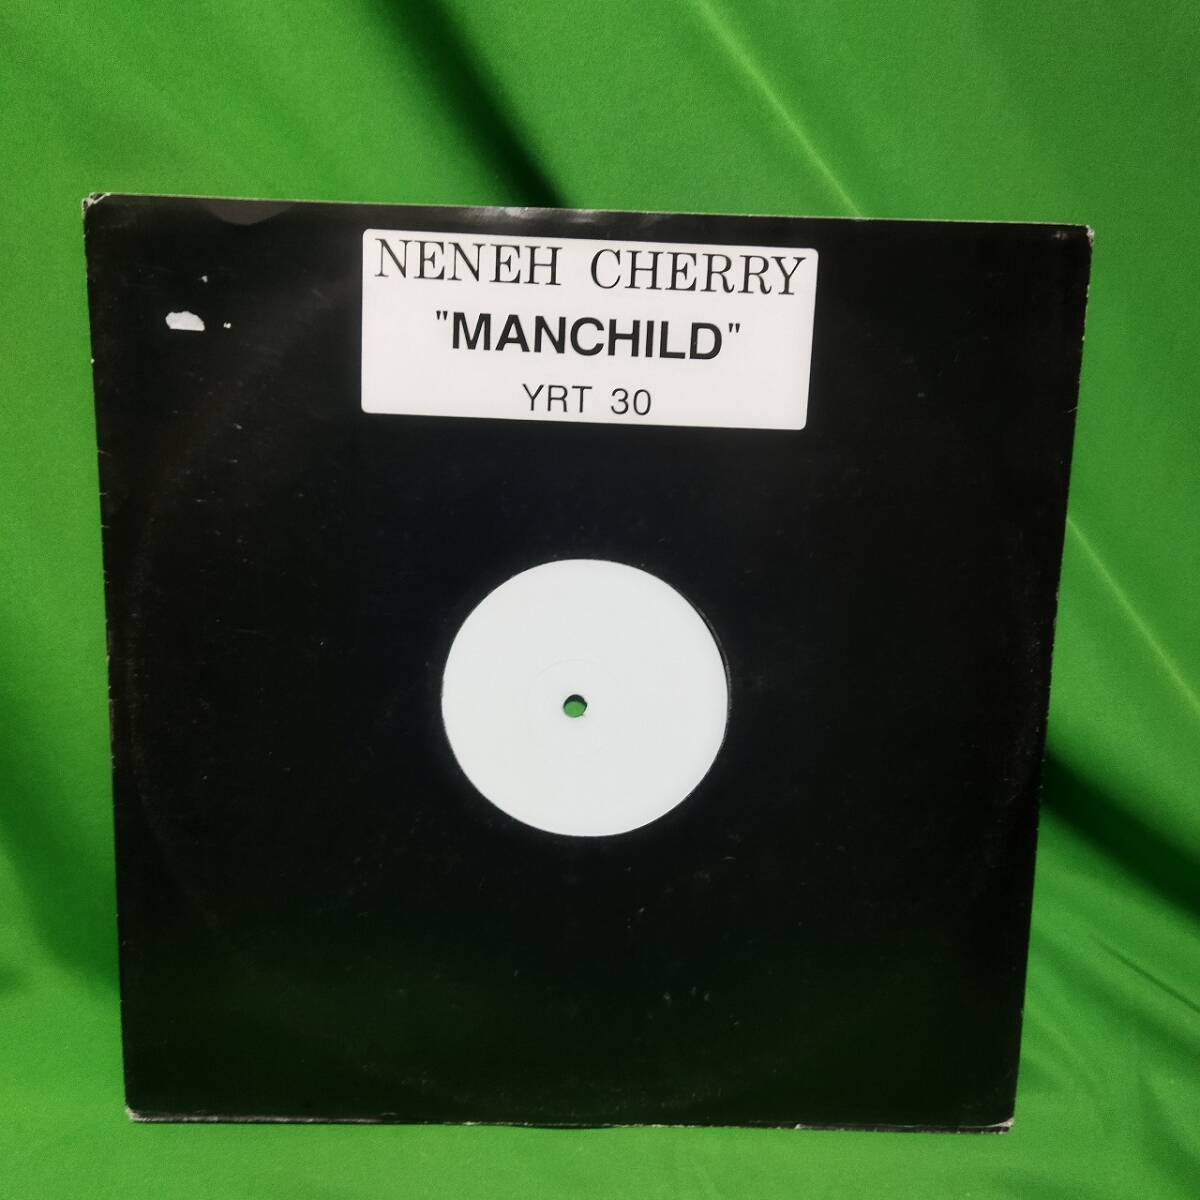 NENEH CHERRY
"MANCHILD"
YRT 30